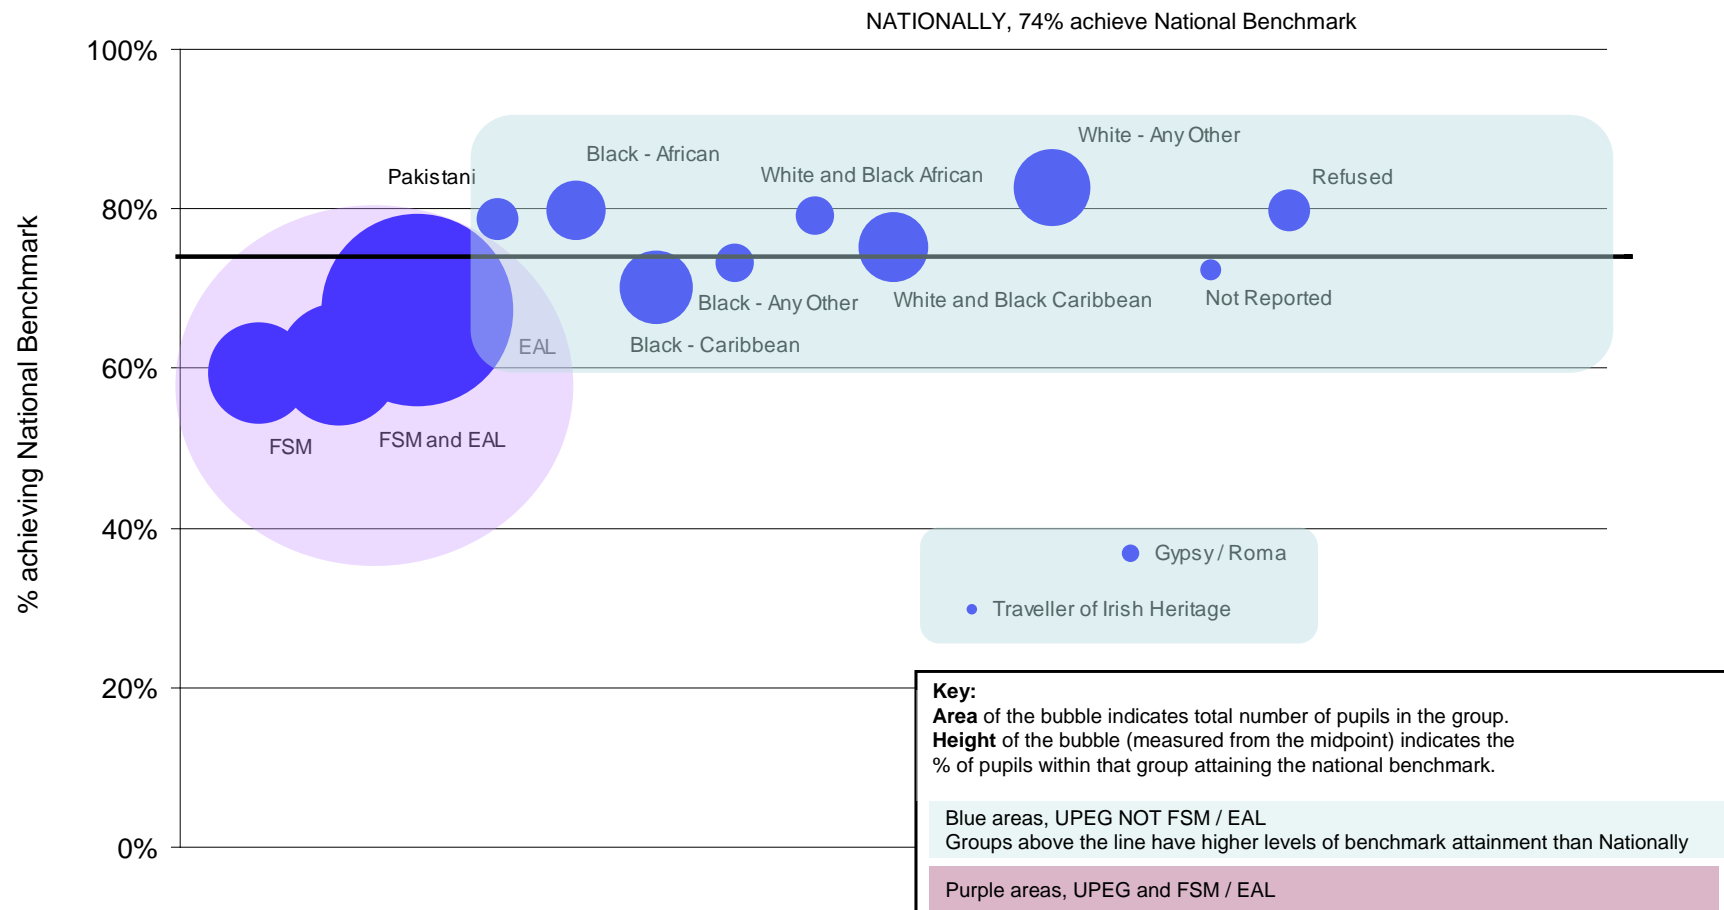 NATIONALLY, 74% achieve National Benchmark
100%
White - Any Other
Black - African
Pakistani
White and Black African
Refused
80%
% achieving National Benchmark
Black - Any Other
White and Black Caribbean
Not Reported
Black - Caribbean
EAL
60%
FSM
FSM and EAL
40%
Gypsy / Roma
Traveller of Irish Heritage
20%
0%
Key:
Area of the bubble indicates total number of pupils in the group.
Height of the bubble (measured from the midpoint) indicates the
% of pupils within that group attaining the national benchmark.
Blue areas, UPEG NOT FSM / EAL
Groups above the line have higher levels of benchmark attainment than Nationally
Purple areas, UPEG and FSM / EAL